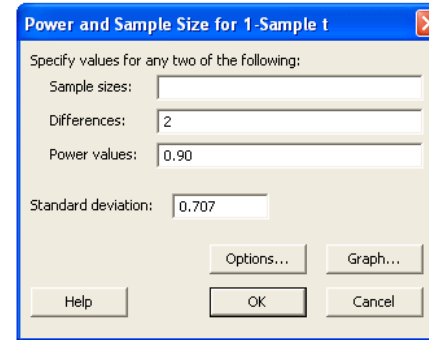 Power and Sample Size for 1-Sample t
Specify values for any two of the following:
Sample sizes:
Differences: 2
Power values: 0.90
Standard deviation: 0.707
Options... Graph...
Help OK Cancel